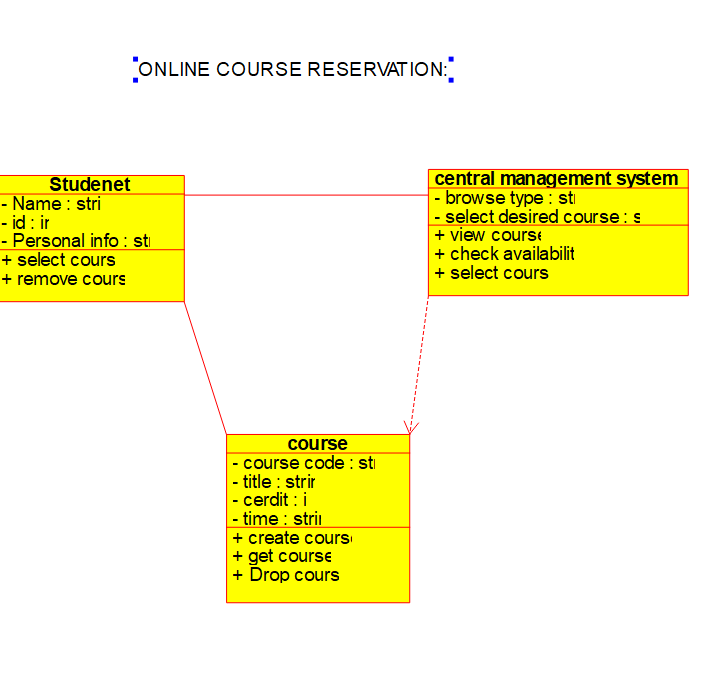 ONLINE COURSE RESERVATION:
Studenet
- Name : stri
- id : ir
- Personal info : st
+ select cours
+ remove cours
central management system
- browse type : st
- select desired course : s
+ view course
+ check availabilit
+ select cours
course
- course code : st
- title : strin
- cerdit : i
- time : strin
+ create cours
+ get course
+ Drop cours